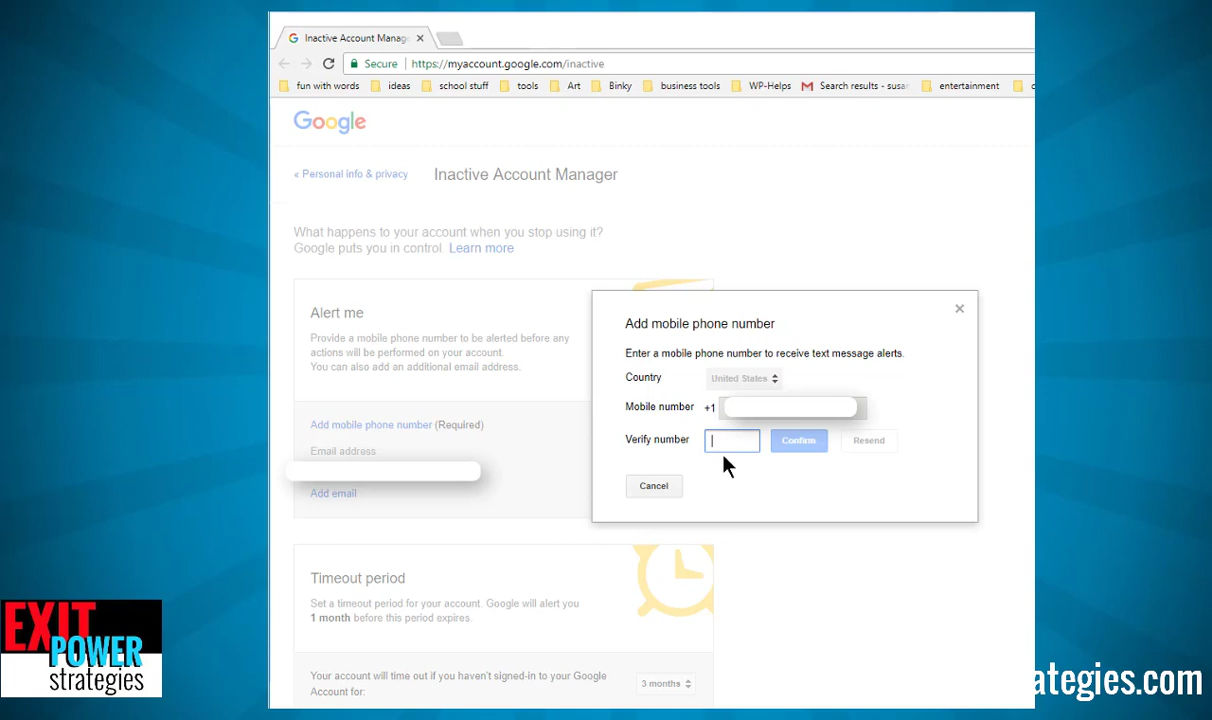 Inactive Account Manag
Secure
https://myaccount.google.com/inactive
fun with words
ideas
school stuff
tools
Art
Binky
business tools
WP-Helps
Search results - susa
entertainment
Google
« Personal info & privacy
Inactive Account Manager
What happens to your account when you stop using it?
Google puts you in control. Learn more
Alert me
Provide a mobile phone number to be alerted before any
actions will be performed on your account.
You can also add an additional email address.
Add mobile phone number (Required)
Email address
Add email
Add mobile phone number
Enter a mobile phone number to receive text message alerts.
Country
United States
Mobile number +1
Verify number
Confirm
Resend
Cancel
Timeout period
Set a timeout period for your account. Google will alert you
1 month before this period expires.
Your account will time out if you haven't signed-in to your Google
Account for:
3 months
EXIT
POWER
strategies
ategies.com